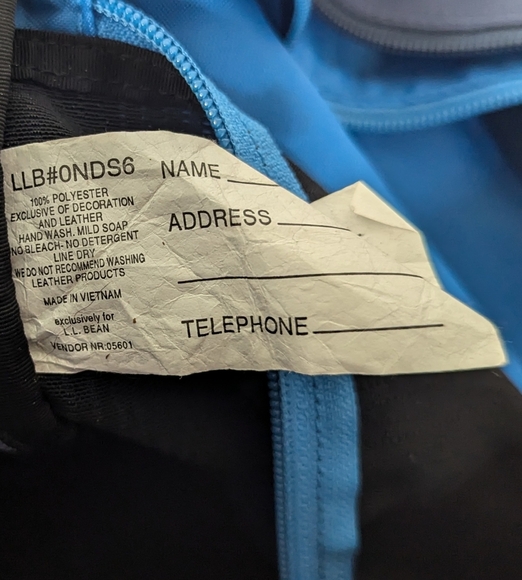 LLB#0NDS6
100% POLYESTER
EXCLUSIVE OF DECORATION
AND LEATHER
HAND WASH. MILD SOAP
NO BLEACH- NO DETERGENT
LINE DRY
WE DO NOT RECOMMEND WASHING
LEATHER PRODUCTS
MADE IN VIETNAM
exclusively for
L.L. BEAN
VENDOR NR:05601
NAME
ADDRESS
TELEPHONE